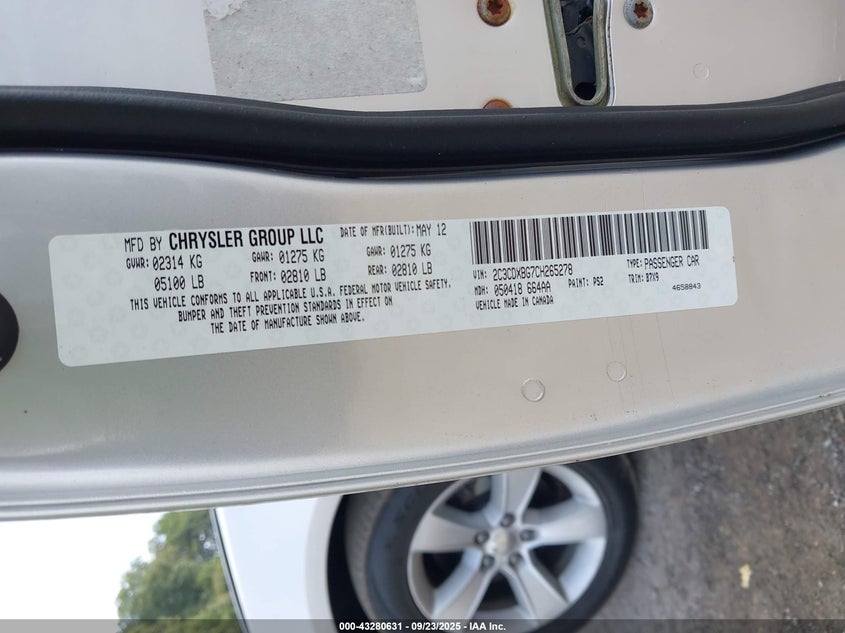 MFD BY CHRYSLER GROUP LLC
DATE OF MFR(BUILT): MAY 12
GVWR: 02314 KG
GAWR: 01275 KG
GAWR: 01275 KG
05100 LB
FRONT: 02810 LB
REAR: 02810 LB
THIS VEHICLE CONFORMS TO ALL APPLICABLE U.S.A. FEDERAL MOTOR VEHICLE SAFETY,
BUMPER AND THEFT PREVENTION STANDARDS IN EFFECT ON
THE DATE OF MANUFACTURE SHOWN ABOVE.
VIN: 2C3CDXBG7CH265278
TYPE: PASSENGER CAR
MDH: 050418 664AA
PAINT: PS2
TRIM: B7X9
VEHICLE MADE IN CANADA
4658843
000-43280631 - 09/23/2025 - IAA Inc.